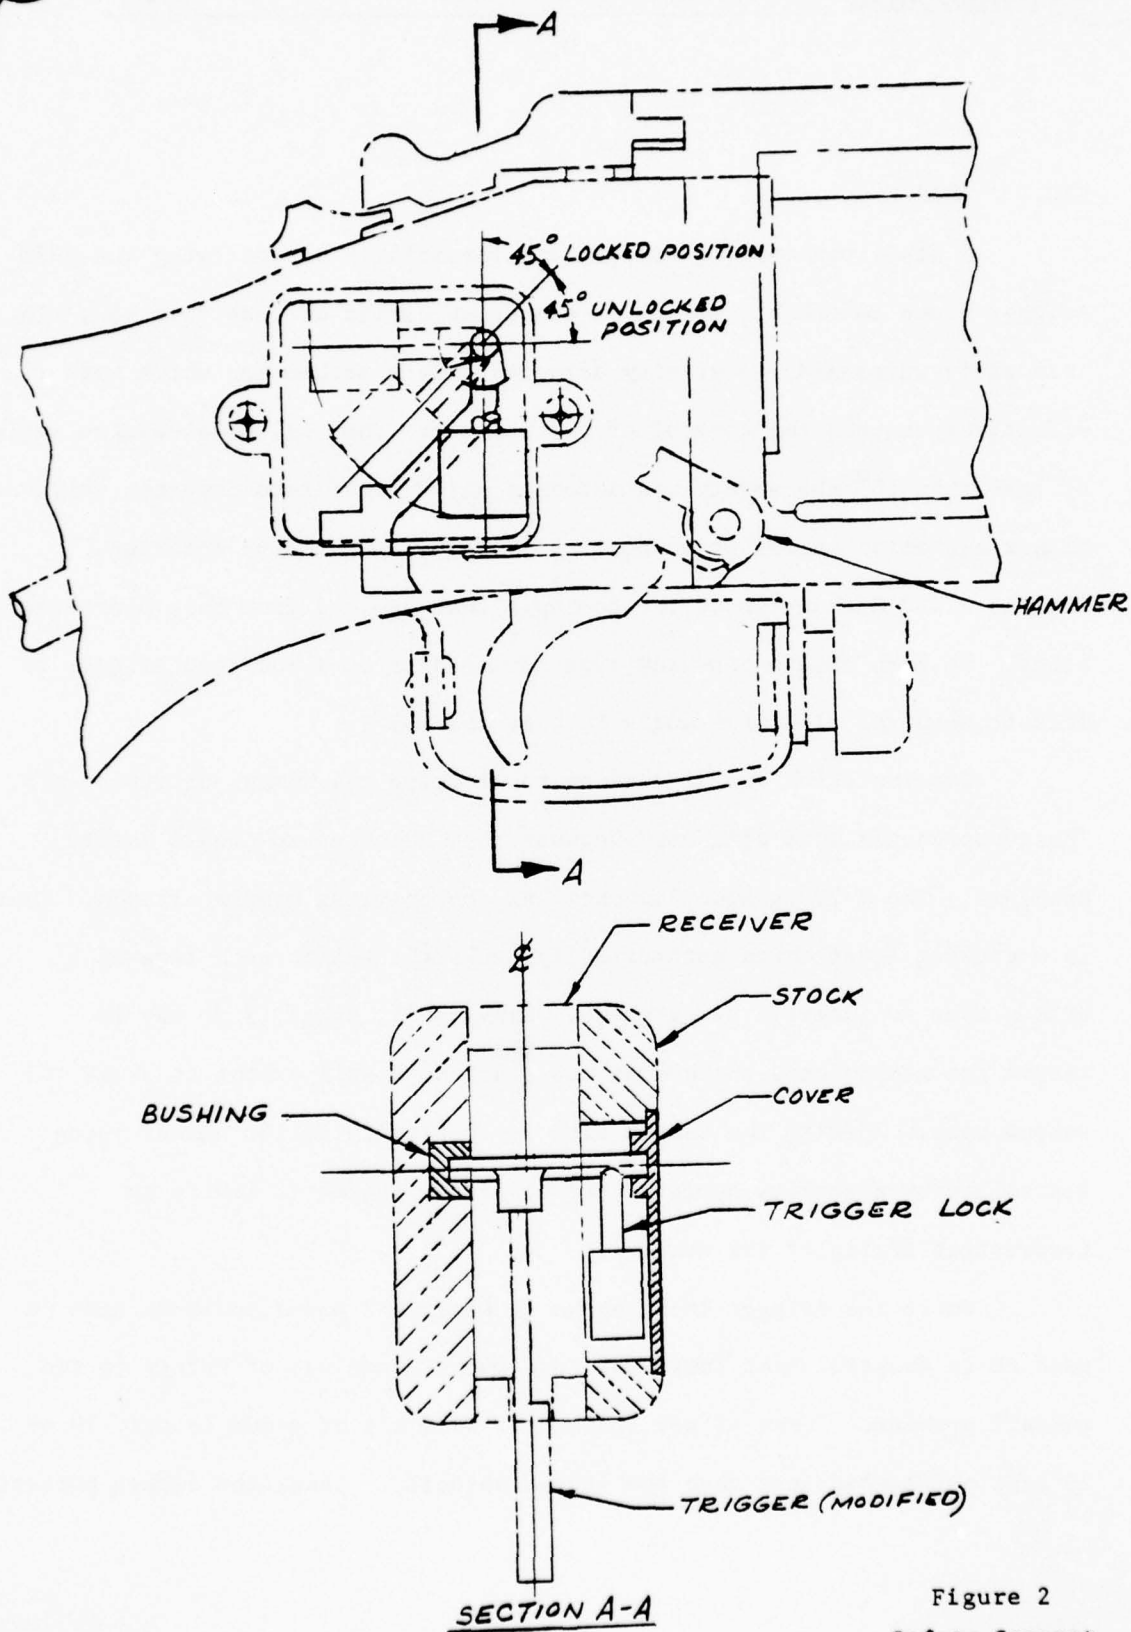 A
45° LOCKED POSITION
45° UNLOCKED
POSITION
HAMMER
A
℄
RECEIVER
STOCK
BUSHING
COVER
TRIGGER LOCK
TRIGGER (MODIFIED)
SECTION A-A
Figure 2